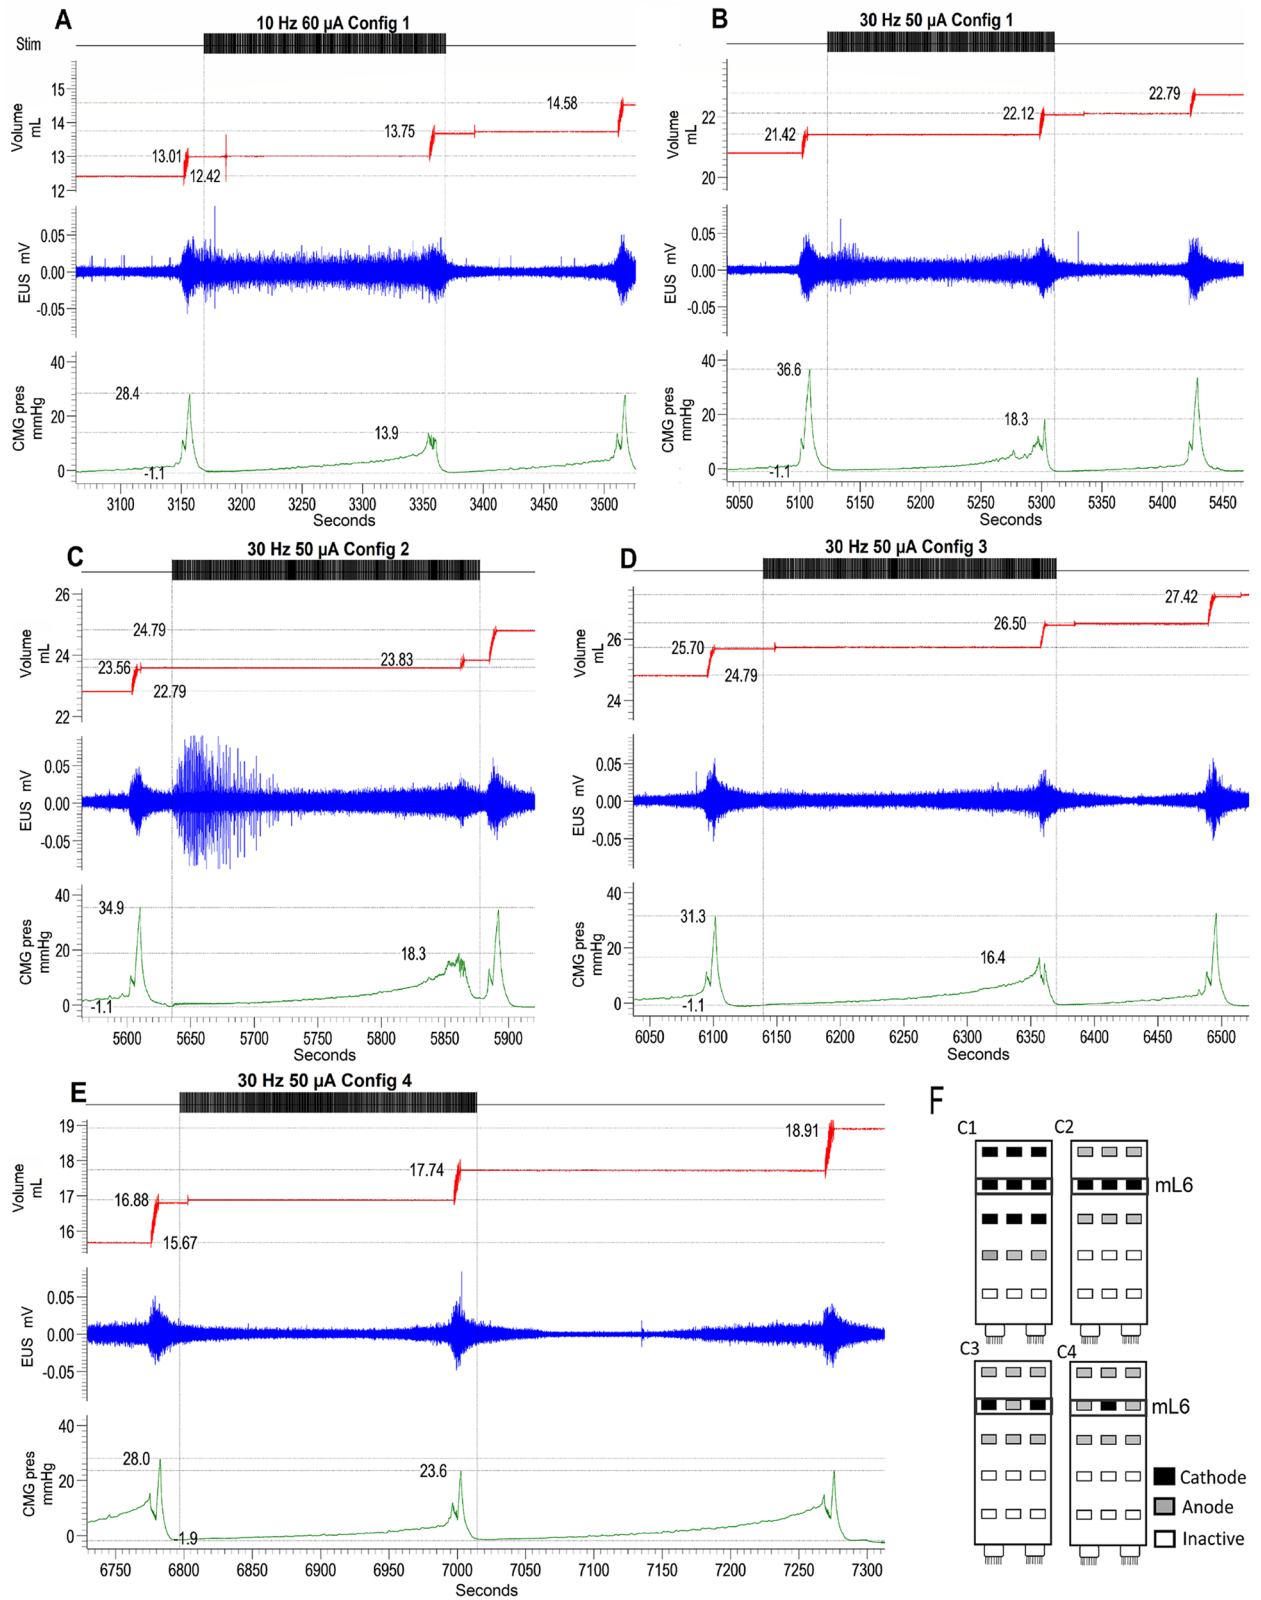 A
10 Hz 60 µA Config 1
Stim
Volume mL
15
14
13
12
14.58
13.75
13.01
12.42
EUS mV
0.05
0.00
-0.05
CMG pres mmHg
40
20
0
28.4
13.9
-1.1
3100 3150 3200 3250 3300 3350 3400 3450 3500
Seconds
B
30 Hz 50 µA Config 1
Volume mL
22
20
22.79
22.12
21.42
EUS mV
0.05
0.00
-0.05
CMG pres mmHg
40
20
0
36.6
18.3
-1.1
5050 5100 5150 5200 5250 5300 5350 5400 5450
Seconds
C
30 Hz 50 µA Config 2
Volume mL
26
24
22
24.79
23.56
23.83
22.79
EUS mV
0.05
0.00
-0.05
CMG pres mmHg
40
20
0
34.9
18.3
-1.1
5600 5650 5700 5750 5800 5850 5900
Seconds
D
30 Hz 50 µA Config 3
Volume mL
26
24
27.42
26.50
25.70
24.79
EUS mV
0.05
0.00
-0.05
CMG pres mmHg
40
20
0
31.3
16.4
-1.1
6050 6100 6150 6200 6250 6300 6350 6400 6450 6500
Seconds
E
30 Hz 50 µA Config 4
Volume mL
19
18
17
16
18.91
17.74
16.88
15.67
EUS mV
0.05
0.00
-0.05
CMG pres mmHg
40
20
0
28.0
23.6
-1.9
6750 6800 6850 6900 6950 7000 7050 7100 7150 7200 7250 7300
Seconds
F
C1 C2
mL6
C3 C4
mL6
Cathode
Anode
Inactive